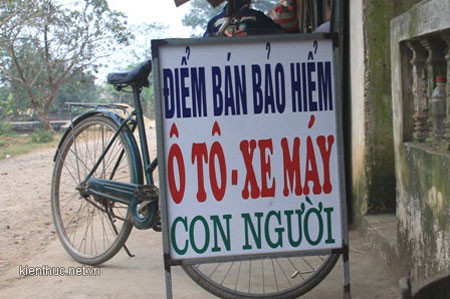 ĐIỂM BÁN BẢO HIỂM
Ô TÔ - XE MÁY
CON NGƯỜI
kienthuc.net.vn